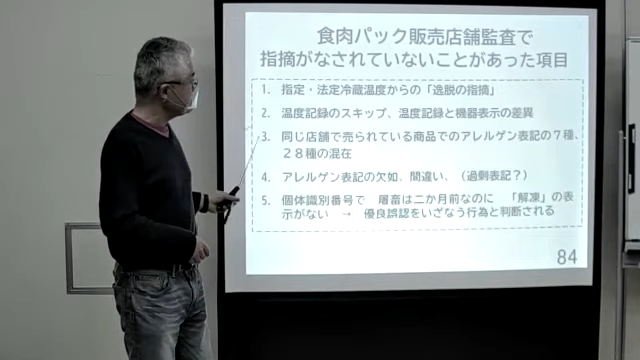 食肉パック販売店舗監査で
指摘がなされていないことがあった項目
1. 指定・法定冷蔵温度からの「逸脱の指摘」
2. 温度記録のスキップ、温度記録と機器表示の差異
3. 同じ店舗で売られている商品でのアレルゲン表記の７種、
２８種の混在
4. アレルゲン表記の欠如、間違い、（過剰表記？）
5. 個体識別番号で　屠畜は二か月前なのに　「解凍」の表
示がない　→　優良誤認をいざなう行為と判断される
84